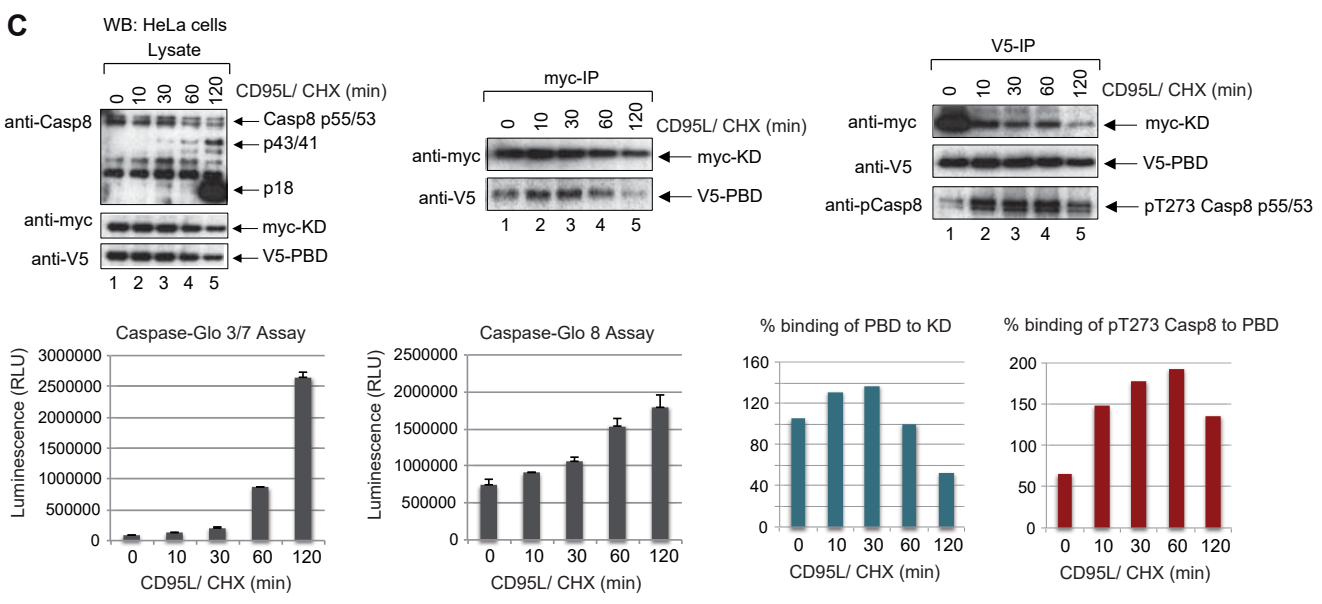 C
WB: HeLa cells
Lysate
0 10 30 60 120 CD95L/ CHX (min)
anti-Casp8
Casp8 p55/53
p43/41
p18
anti-myc
myc-KD
anti-V5
V5-PBD
1 2 3 4 5
myc-IP
0 10 30 60 120 CD95L/ CHX (min)
anti-myc
myc-KD
anti-V5
V5-PBD
1 2 3 4 5
V5-IP
0 10 30 60 120 CD95L/ CHX (min)
anti-myc
myc-KD
anti-V5
V5-PBD
anti-pCasp8
pT273 Casp8 p55/53
1 2 3 4 5
Caspase-Glo 3/7 Assay
Luminescence (RLU)
3000000
2500000
2000000
1500000
1000000
500000
0
0 10 30 60 120
CD95L/ CHX (min)
Caspase-Glo 8 Assay
Luminescence (RLU)
2500000
2000000
1500000
1000000
500000
0
0 10 30 60 120
CD95L/ CHX (min)
% binding of PBD to KD
160
120
80
40
0
0 10 30 60 120
CD95L/ CHX (min)
% binding of pT273 Casp8 to PBD
200
150
100
50
0
0 10 30 60 120
CD95L/ CHX (min)